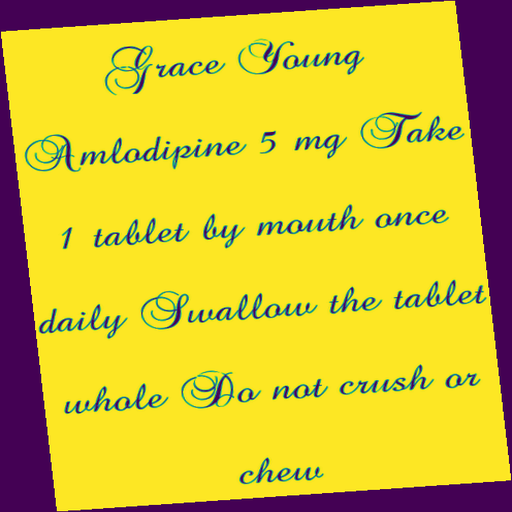 Grace Young
Amlodipine 5 mg Take
1 tablet by mouth once
daily Swallow the tablet
whole Do not crush or
chew